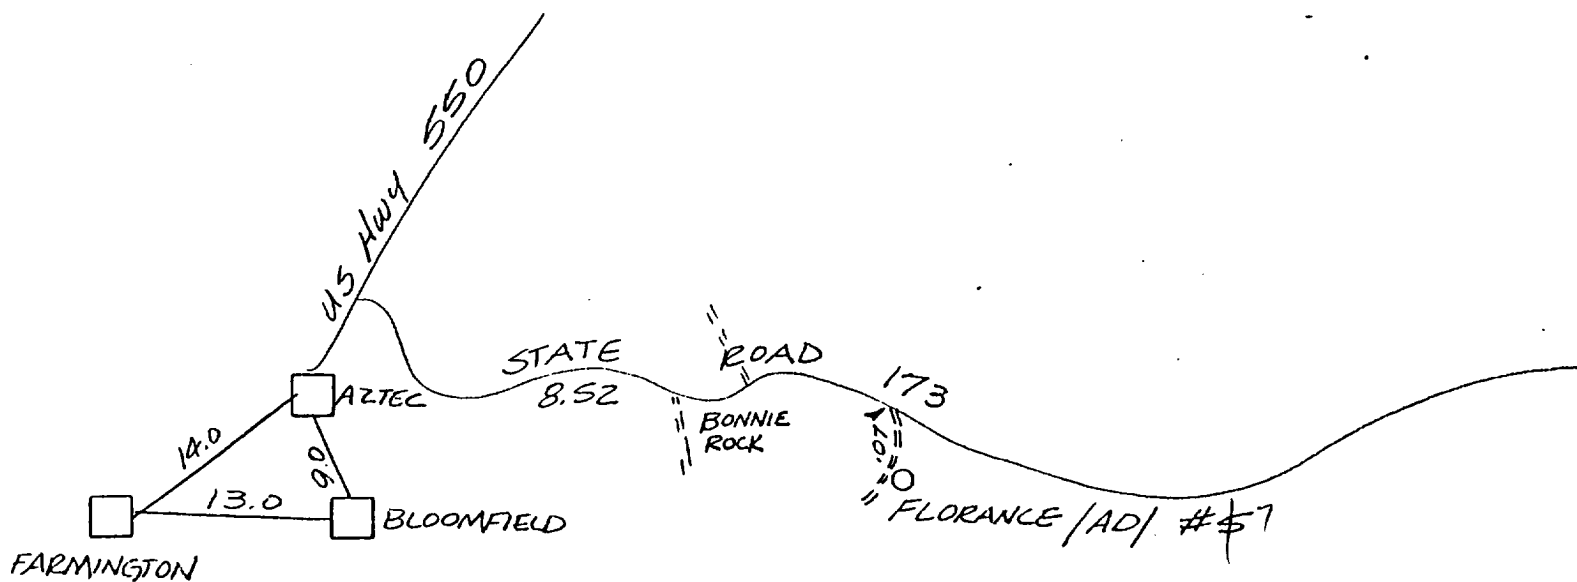 US HWY 550
STATE ROAD 173
8.52
AZTEC
BONNIE
ROCK
14.0
9.0
13.0
BLOOMFIELD
FARMINGTON
FLORANCE /AD/